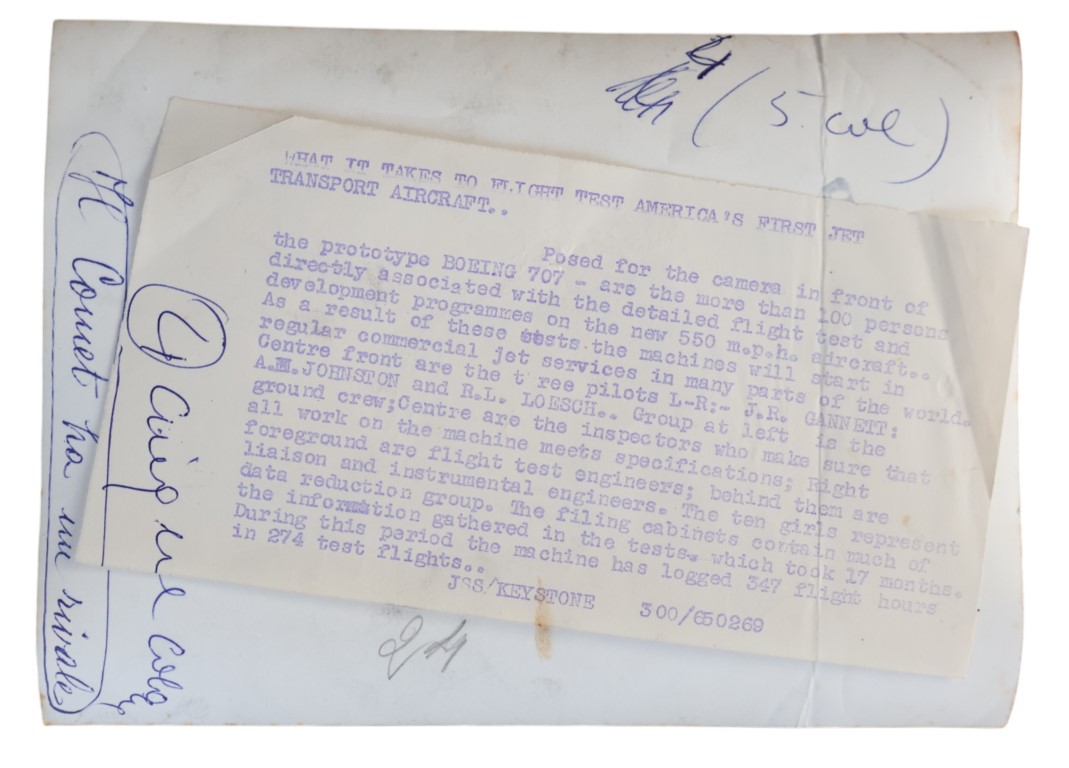 24
(5 col)
WHAT IT TAKES TO FLIGHT TEST AMERICA'S FIRST JET
TRANSPORT AIRCRAFT..
Posed for the camera in front of
the prototype BOEING 707 - are the more than 100 persons
directly associated with the detailed flight test and
development programmes on the new 550 m.p.h. aircraft..
As a result of these tests.the machines will start in
regular commercial jet services in many parts of the world.
Centre front are the t ree pilots L-R:- J.R. GANNETT:
A.M.JOHNSTON and R.L. LOESCH.. Group at left is the
ground crew;Centre are the inspectors who make sure that
all work on the machine meets specifications; Right
foreground are flight test engineers; behind them are
liaison and instrumental engineers. The ten girls represent
data reduction group. The filing cabinets contain much of
the information gathered in the tests. which took 17 months.
During this period the machine has logged 347 flight hours
in 274 test flights..
JSS/KEYSTONE 300/650269
Il Comet ha un rivale
a cinque colo
24